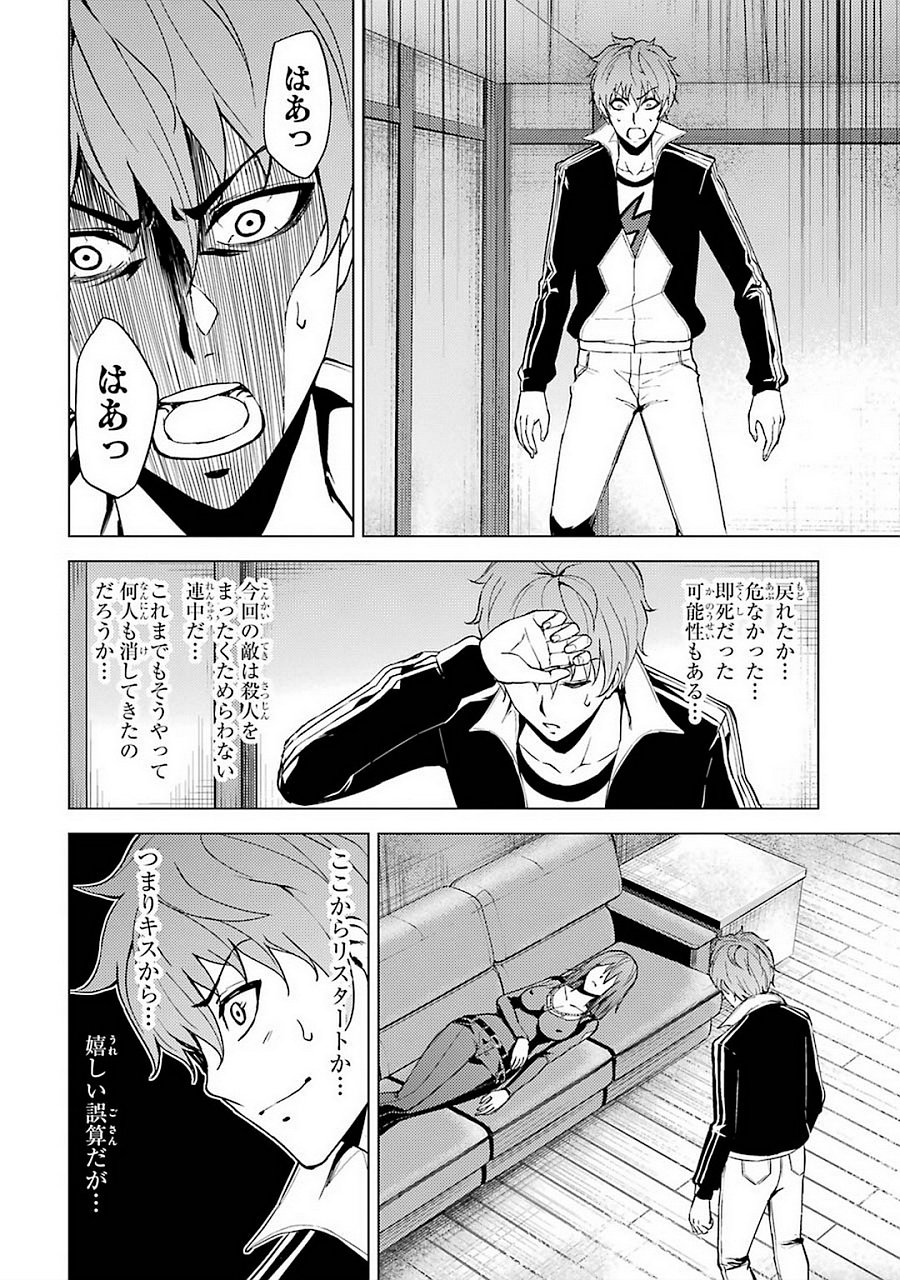 はあっ
はあっ
戻れたか…
危なかった…
即死だった
可能性もある…
今回の敵は殺人を
まったくためらわない
連中だ…
これまでもそうやって
何人も消してきたの
だろうか…
ここからリスタートか…
つまりキスから…
嬉しい誤算だが…